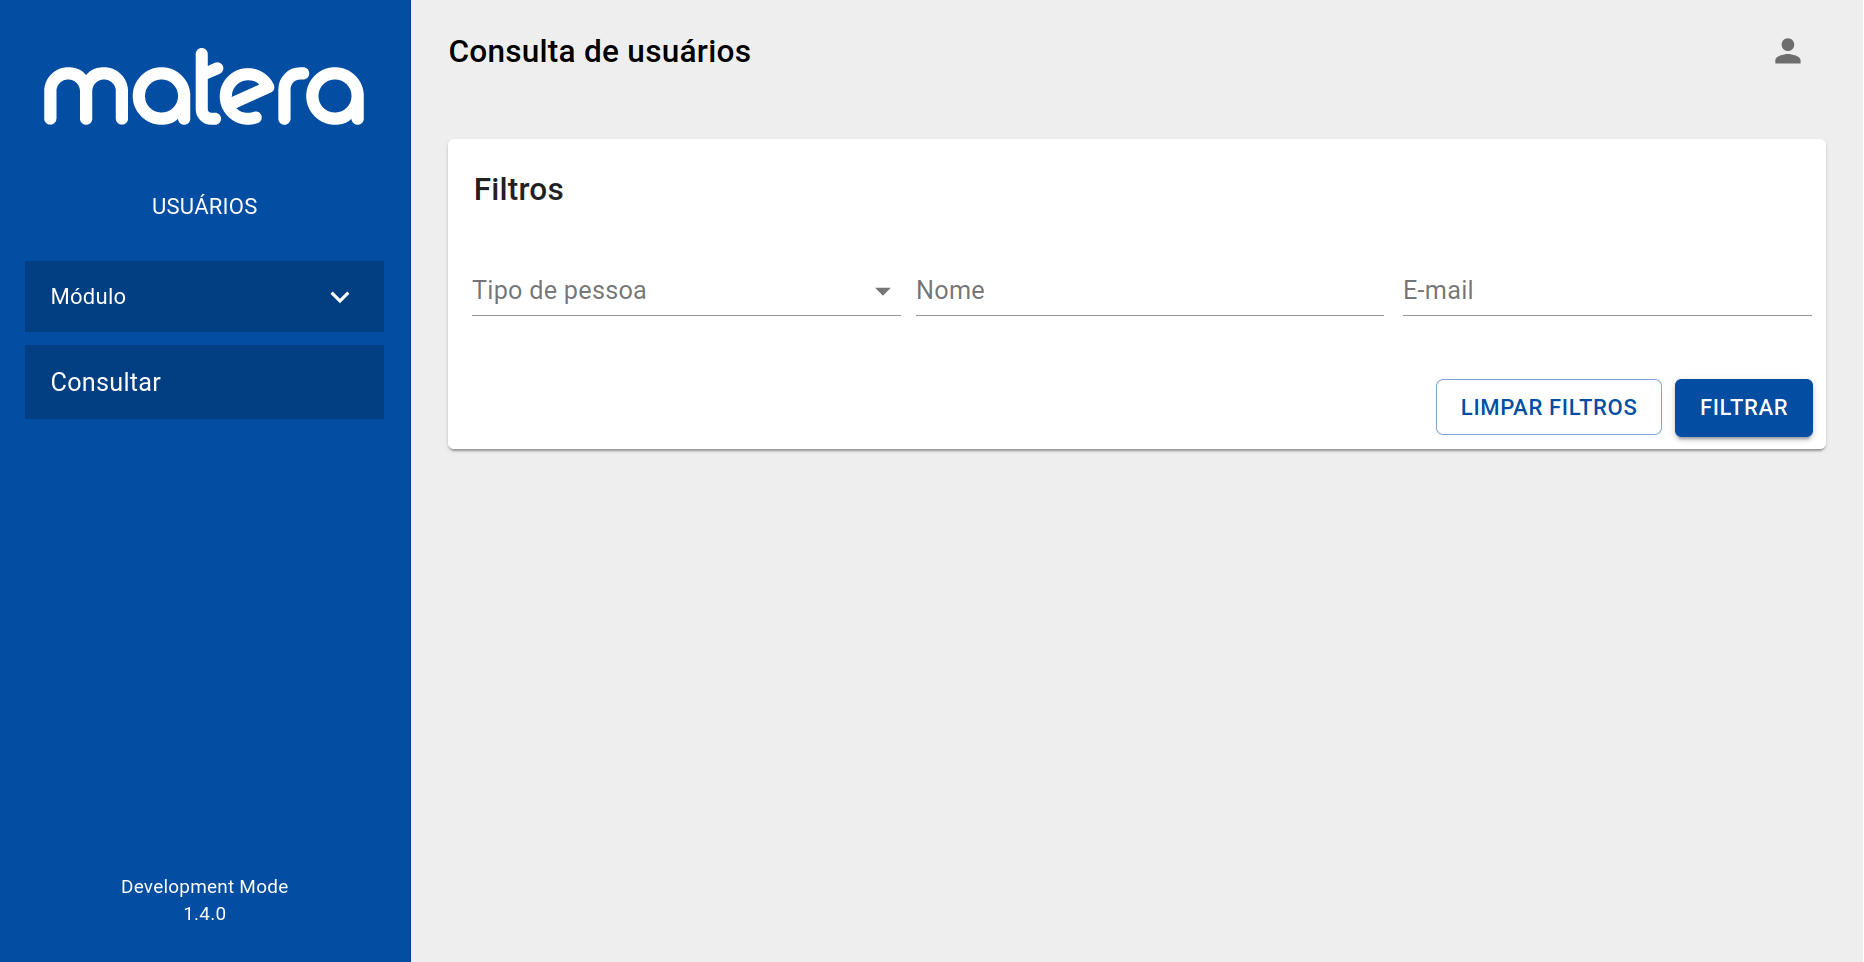 matera
USUÁRIOS
Módulo
Consultar
Development Mode
1.4.0
Consulta de usuários
Filtros
Tipo de pessoa
Nome
E-mail
LIMPAR FILTROS
FILTRAR